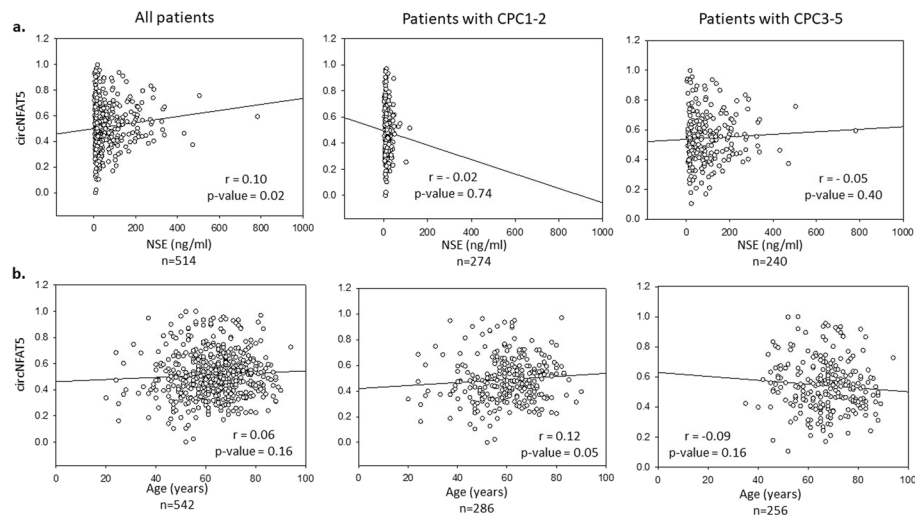 All patients
Patients with CPC1-2
Patients with CPC3-5
a.
circNFAT5
1.2
1.0
0.8
0.6
0.4
0.2
0.0
r = 0.10
p-value = 0.02
0 200 400 600 800 1000
NSE (ng/ml)
n=514
1.2
1.0
0.8
0.6
0.4
0.2
0.0
r = - 0.02
p-value = 0.74
0 200 400 600 800 1000
NSE (ng/ml)
n=274
1.2
1.0
0.8
0.6
0.4
0.2
0.0
r = - 0.05
p-value = 0.40
0 200 400 600 800 1000
NSE (ng/ml)
n=240
b.
circNFAT5
1.2
1.0
0.8
0.6
0.4
0.2
0.0
r = 0.06
p-value = 0.16
0 20 40 60 80 100
Age (years)
n=542
1.2
1.0
0.8
0.6
0.4
0.2
0.0
r = 0.12
p-value = 0.05
0 20 40 60 80 100
Age (years)
n=286
1.2
1.0
0.8
0.6
0.4
0.2
0.0
r = -0.09
p-value = 0.16
0 20 40 60 80 100
Age (years)
n=256